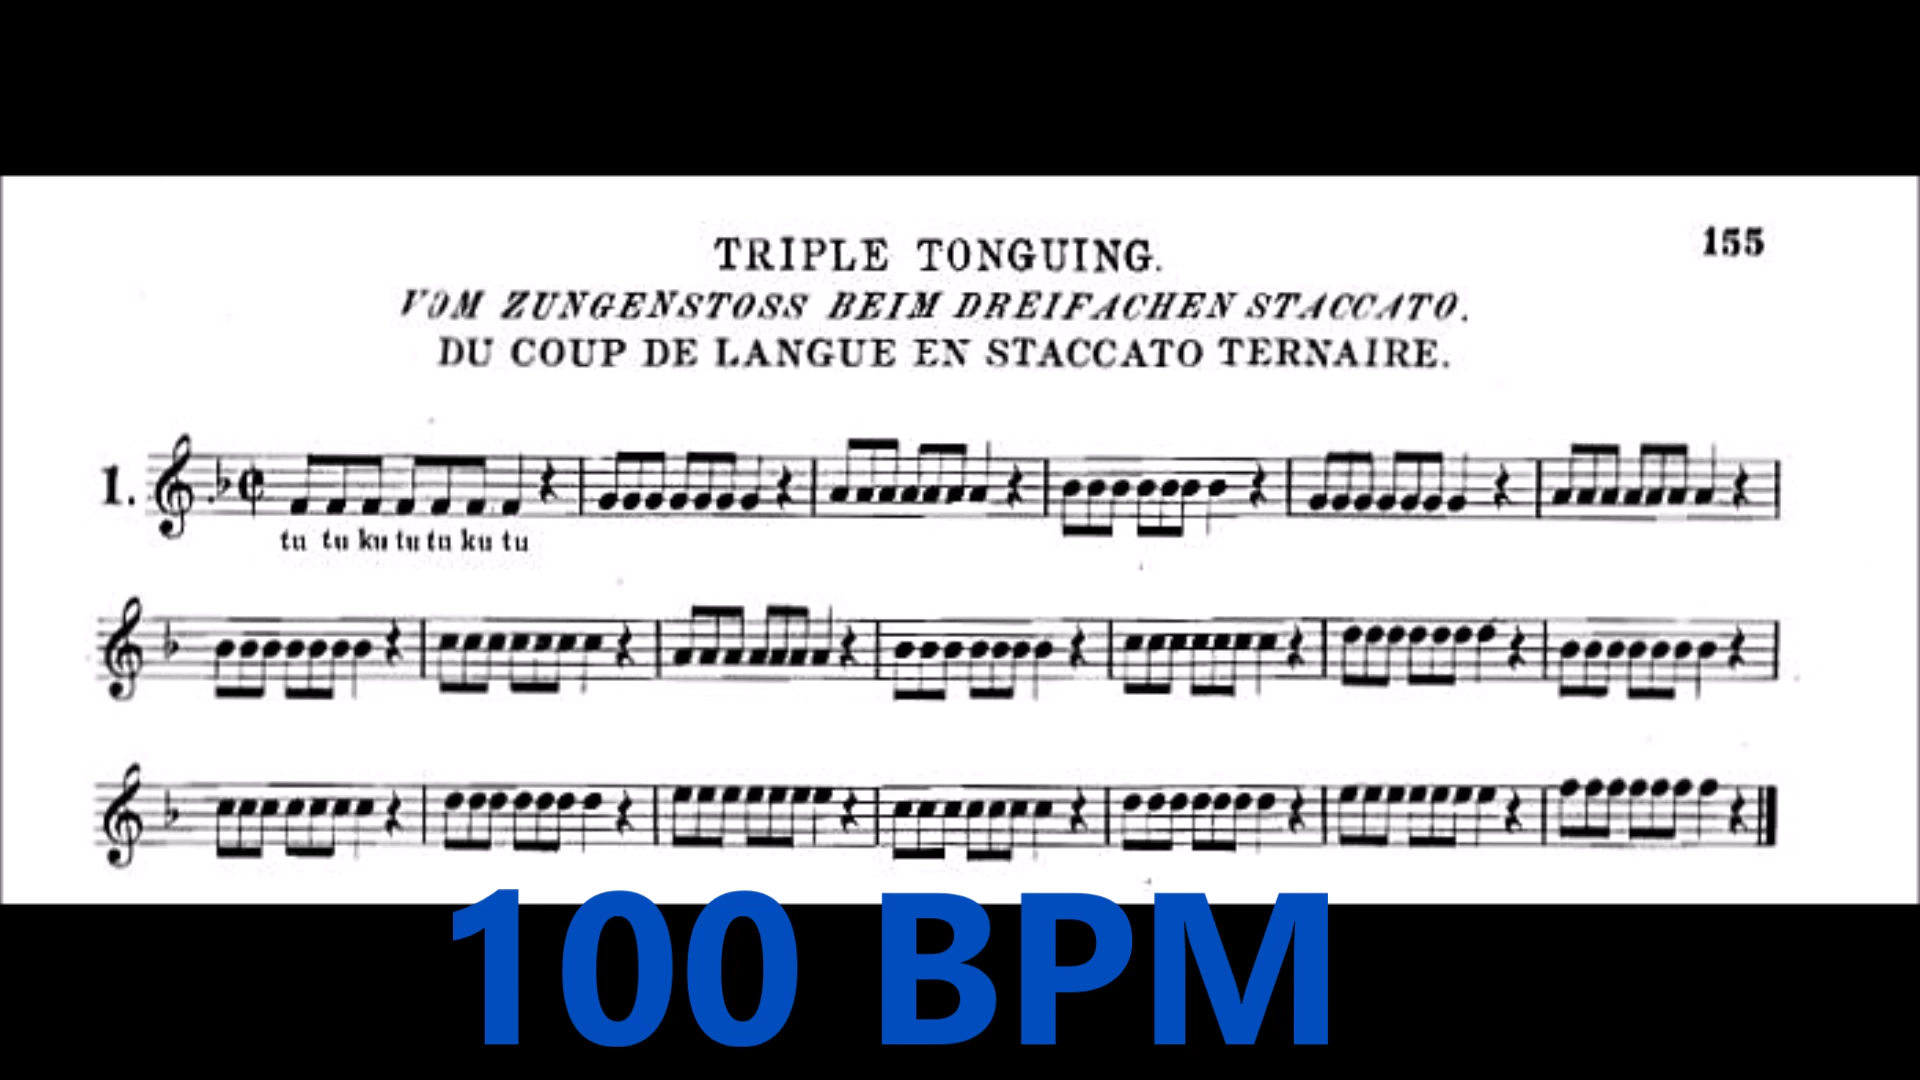 155
TRIPLE TONGUING.
VOM ZUNGENSTOSS BEIM DREIFACHEN STACCATO.
DU COUP DE LANGUE EN STACCATO TERNAIRE.
1.
tu tu ku tu tu ku tu
100 BPM